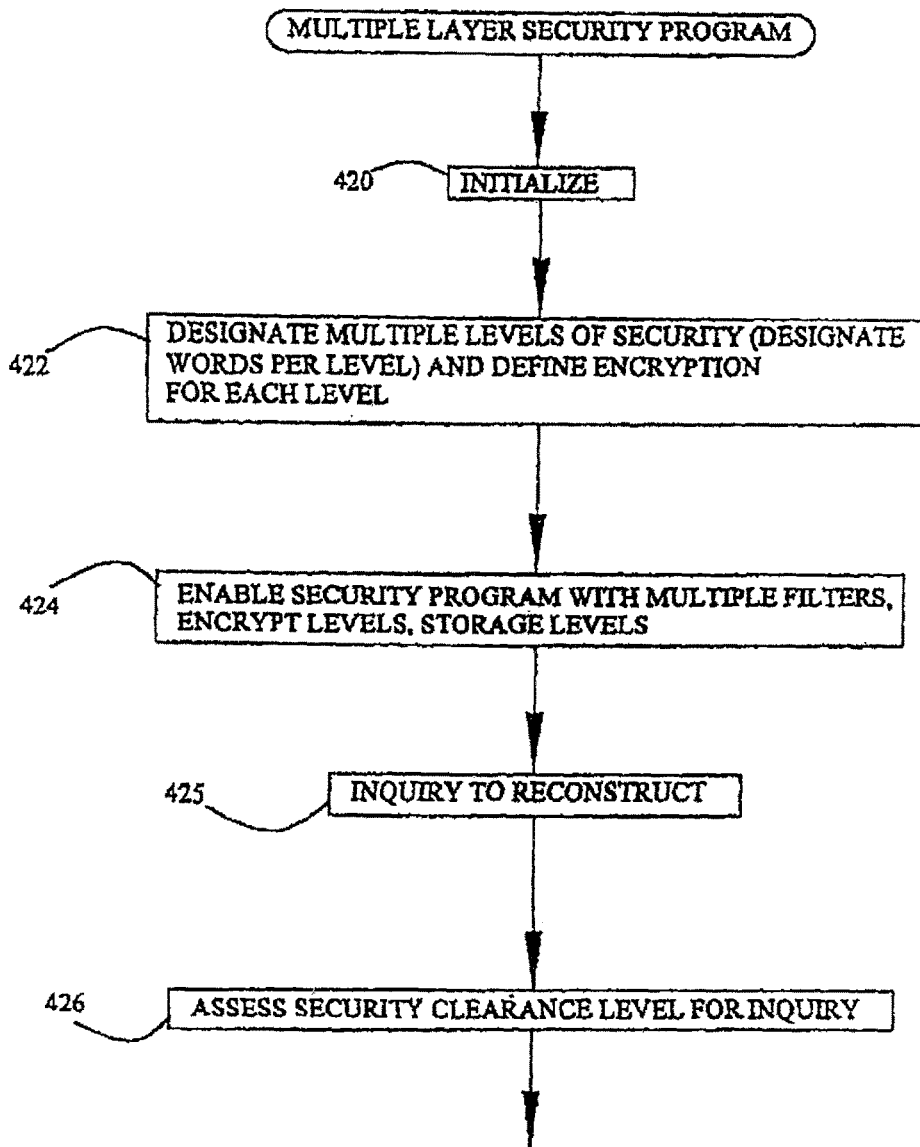 MULTIPLE LAYER SECURITY PROGRAM
420
INITIALIZE
422
DESIGNATE MULTIPLE LEVELS OF SECURITY (DESIGNATE
WORDS PER LEVEL) AND DEFINE ENCRYPTION
FOR EACH LEVEL
424
ENABLE SECURITY PROGRAM WITH MULTIPLE FILTERS,
ENCRYPT LEVELS, STORAGE LEVELS
425
INQUIRY TO RECONSTRUCT
426
ASSESS SECURITY CLEARANCE LEVEL FOR INQUIRY